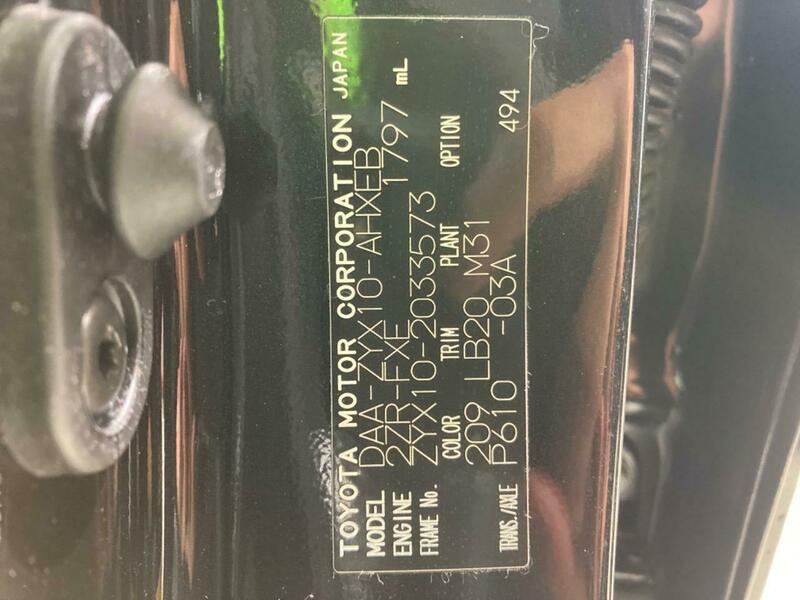 TOYOTA MOTOR CORPORATION JAPAN
MODEL DAA-ZYX10-AHXEB
ENGINE 2ZR-FXE 1797 mL
FRAME No. ZYX10-2033573
COLOR TRIM PLANT OPTION
209 LB20 M31
TRANS./AXLE P610 -03A 494